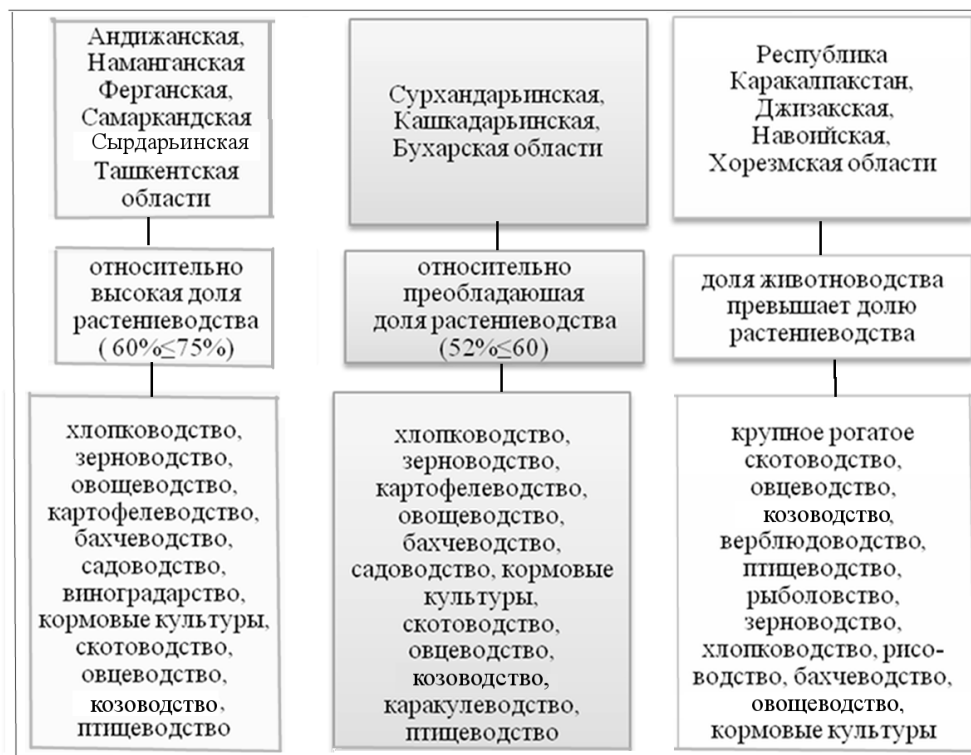 Андижанская,
Наманганская
Ферганская,
Самаркандская
Сырдарьинская
Ташкентская
области
относительно
высокая доля
растениеводства
( 60%≤75%)
хлопководство,
зерноводство,
овощеводство,
картофелеводство,
бахчеводство,
садоводство,
виноградарство,
кормовые культуры,
скотоводство,
овцеводство,
козоводство,
птицеводство
Сурхандарьинская,
Кашкадарьинская,
Бухарская области
относительно
преобладаюшая
доля растениеводства
(52%≤60)
хлопководство,
зерноводство,
картофелеводство,
овощеводство,
бахчеводство,
садоводство, кормовые
культуры,
скотоводство,
овцеводство,
козоводство,
каракулеводство,
птицеводство
Республика
Каракалпакстан,
Джизакская,
Навоийская,
Хорезмская области
доля животноводства
превышает долю
растениеводства
крупное рогатое
скотоводство,
овцеводство,
козоводство,
верблюдоводство,
птицеводство,
рыболовство,
зерноводство,
хлопководство, рисо-
водство, бахчеводство,
овощеводство,
кормовые культуры